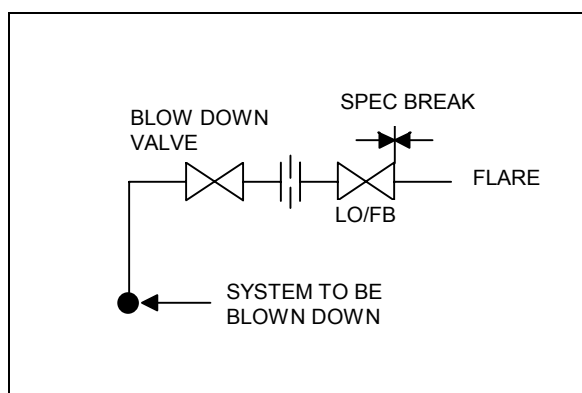 SPEC BREAK
BLOW DOWN
VALVE
FLARE
LO/FB
SYSTEM TO BE
BLOWN DOWN